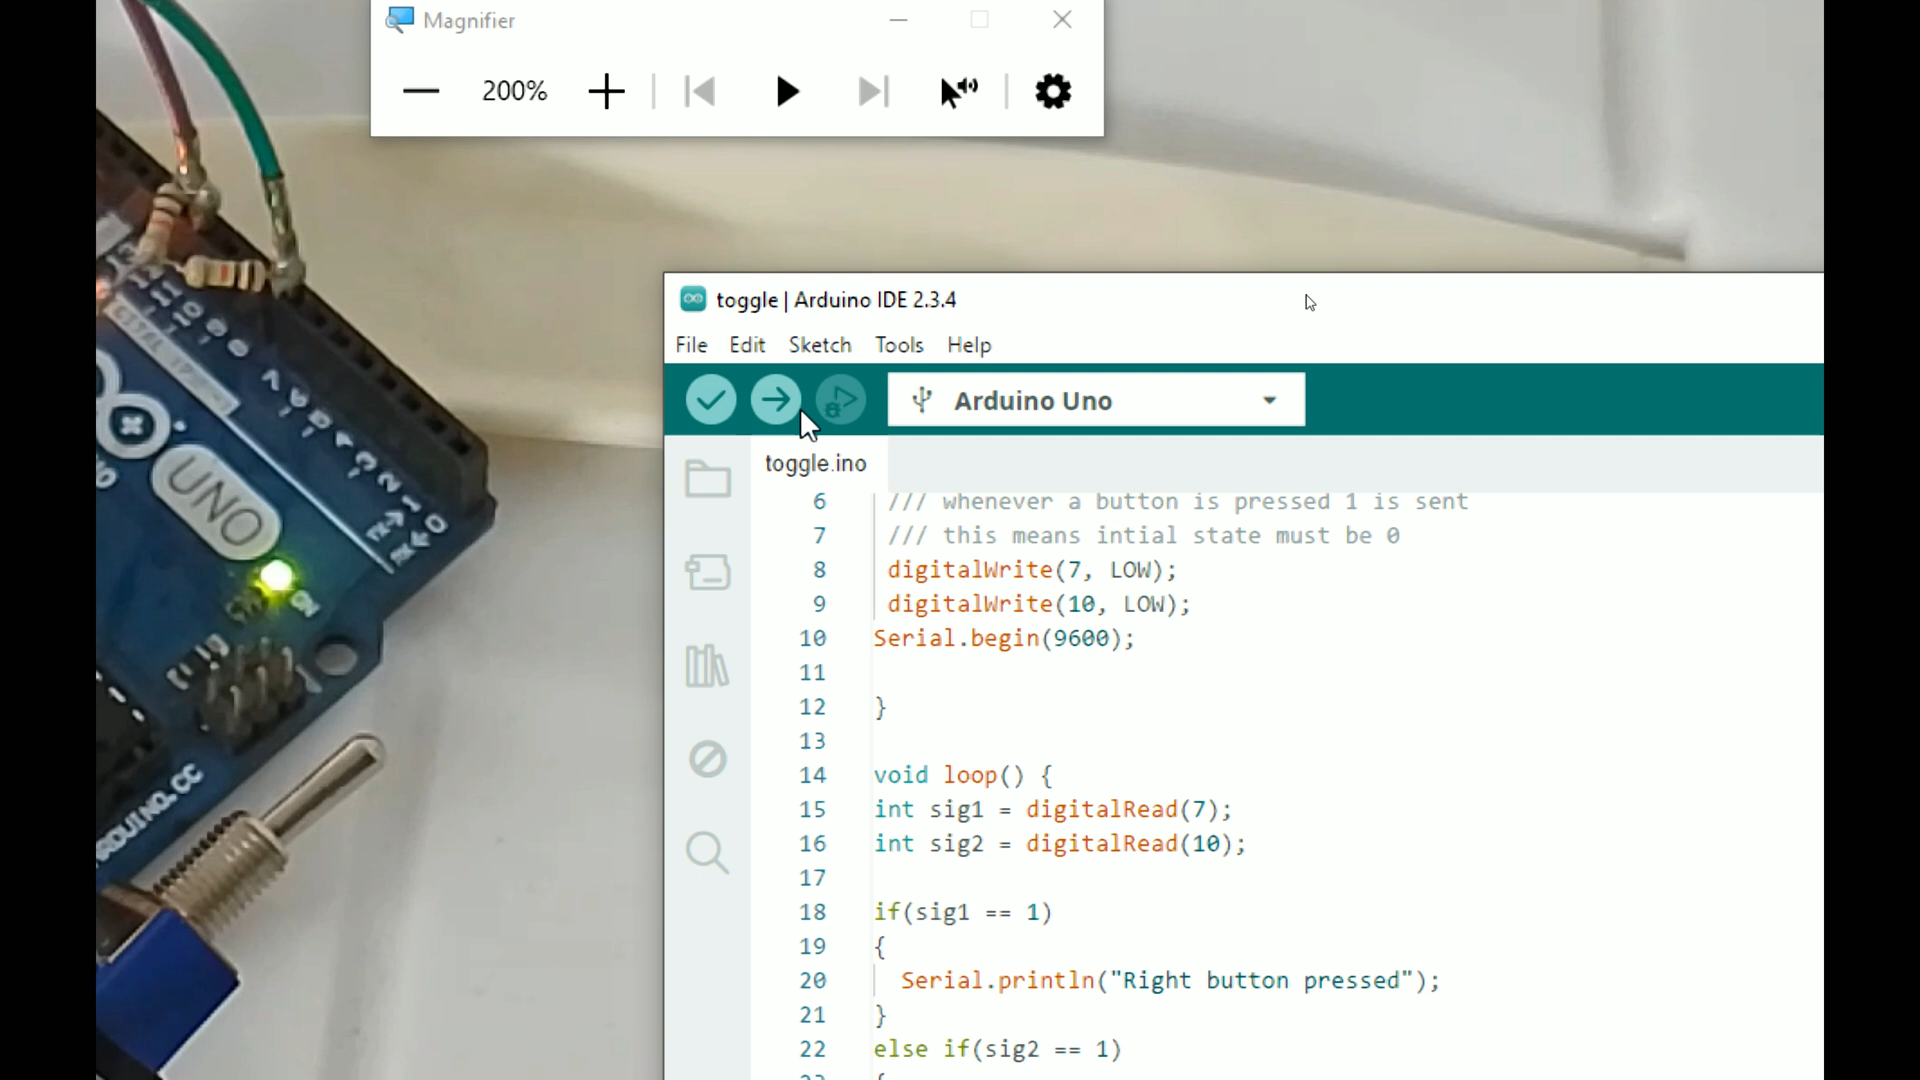 Magnifier
200%
toggle | Arduino IDE 2.3.4
File Edit Sketch Tools Help
Arduino Uno
toggle.ino
6 /// whenever a button is pressed 1 is sent
7 /// this means intial state must be 0
8 digitalWrite(7, LOW);
9 digitalWrite(10, LOW);
10 Serial.begin(9600);
11
12 }
13
14 void loop() {
15 int sig1 = digitalRead(7);
16 int sig2 = digitalRead(10);
17
18 if(sig1 == 1)
19 {
20 Serial.println("Right button pressed");
21 }
22 else if(sig2 == 1)
UNO
ON
TX→
RX←
RDUINO.CC